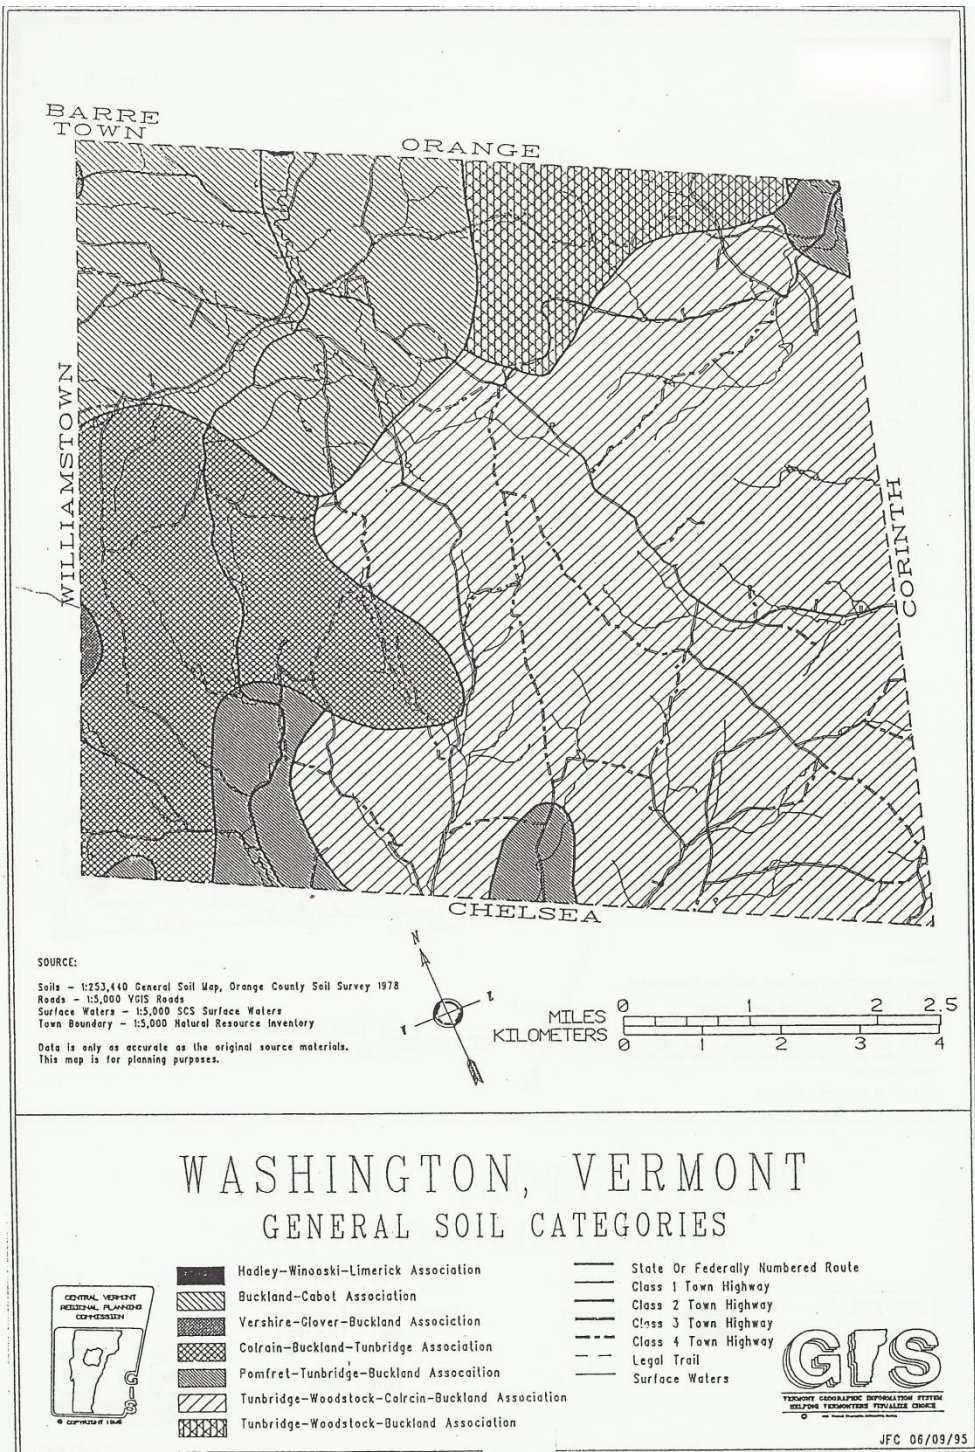 BARRE
TOWN
ORANGE
WILLIAMSTOWN
CORINTH
CHELSEA
SOURCE:
Soils - 1:253,440 General Soil Map, Orange County Soil Survey 1978
Roads - 1:5,000 VGIS Roads
Surface Waters - 1:5,000 SCS Surface Waters
Town Boundary - 1:5,000 Natural Resource Inventory
Data is only as accurate as the original source materials.
This map is for planning purposes.
N
MILES 0 1 2 2.5
KILOMETERS 0 1 2 3 4
WASHINGTON, VERMONT
GENERAL SOIL CATEGORIES
Hadley-Winooski-Limerick Association
Buckland-Cabot Association
Vershire-Glover-Buckland Association
Colrain-Buckland-Tunbridge Association
Pomfret-Tunbridge-Buckland Assocaition
Tunbridge-Woodstock-Colrcin-Buckland Association
Tunbridge-Woodstock-Buckland Association
State Or Federally Numbered Route
Class 1 Town Highway
Class 2 Town Highway
Class 3 Town Highway
Class 4 Town Highway
Legal Trail
Surface Waters
CENTRAL VERMONT
REGIONAL PLANNING
COMMISSION
GIS
© COPYRIGHT
GIS
VERMONT GEOGRAPHIC INFORMATION SYSTEM
HELPING VERMONTERS VISUALIZE CHOICE
JFC 06/09/95